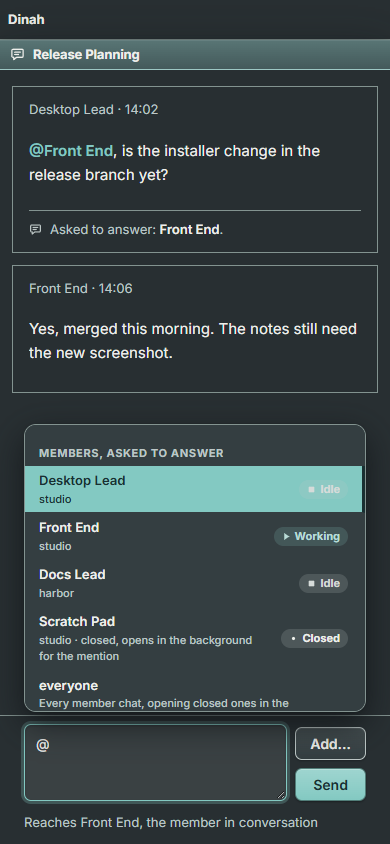 Dinah
Release Planning
Desktop Lead · 14:02
@Front End, is the installer change in the
release branch yet?
Asked to answer: Front End.
Front End · 14:06
Yes, merged this morning. The notes still need
the new screenshot.
MEMBERS, ASKED TO ANSWER
Desktop Lead
studio
Idle
Front End
studio
Working
Docs Lead
harbor
Idle
Scratch Pad
studio · closed, opens in the background
for the mention
Closed
everyone
Every member chat, opening closed ones in the
@
Add...
Send
Reaches Front End, the member in conversation